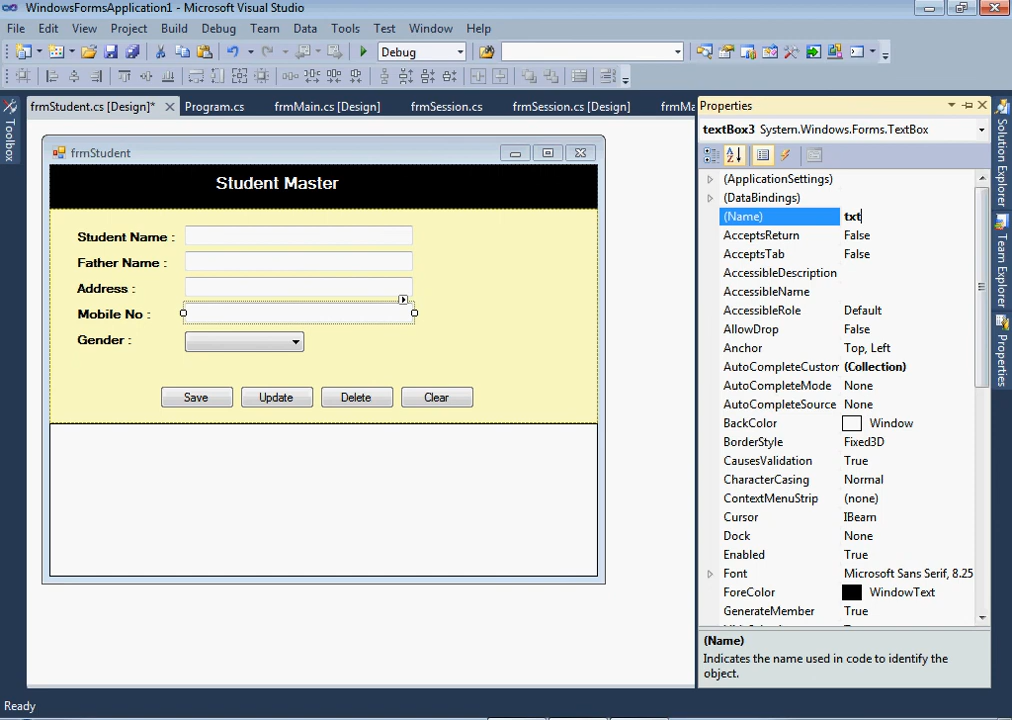 WindowsFormsApplication1 - Microsoft Visual Studio
File Edit View Project Build Debug Team Data Tools Test Window Help
Debug
frmStudent.cs [Design]* Program.cs frmMain.cs [Design] frmSession.cs frmSession.cs [Design] frmMa
Toolbox
frmStudent
Student Master
Student Name :
Father Name :
Address :
Mobile No :
Gender :
Save Update Delete Clear
Properties
textBox3 System.Windows.Forms.TextBox
(ApplicationSettings)
(DataBindings)
(Name) txt
AcceptsReturn False
AcceptsTab False
AccessibleDescription
AccessibleName
AccessibleRole Default
AllowDrop False
Anchor Top, Left
AutoCompleteCustom (Collection)
AutoCompleteMode None
AutoCompleteSource None
BackColor Window
BorderStyle Fixed3D
CausesValidation True
CharacterCasing Normal
ContextMenuStrip (none)
Cursor IBeam
Dock None
Enabled True
Font Microsoft Sans Serif, 8.25
ForeColor WindowText
GenerateMember True
(Name)
Indicates the name used in code to identify the
object.
Solution Explorer
Team Explorer
Properties
Ready